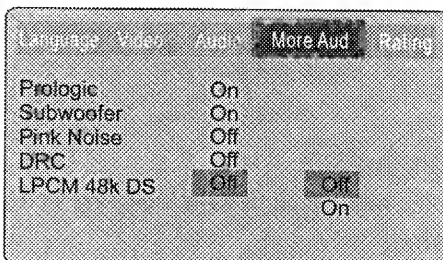 Language Video Audio More Aud Rating
Prologic On
Subwoofer On
Pink Noise Off
DRC Off
LPCM 48k DS Off Off
On